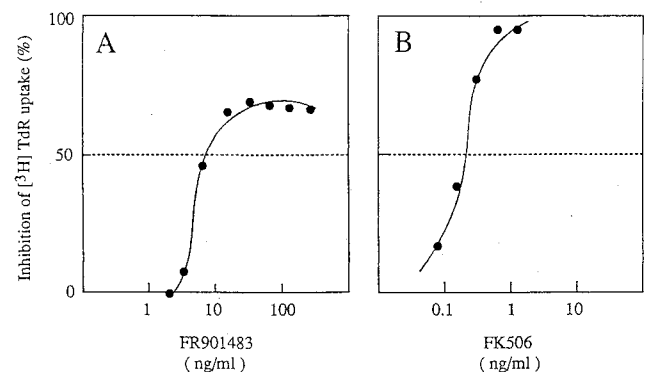 Inhibition of [³H] TdR uptake (%)
100
50
0
A
1 10 100
FR901483
( ng/ml )
B
0.1 1 10
FK506
( ng/ml )